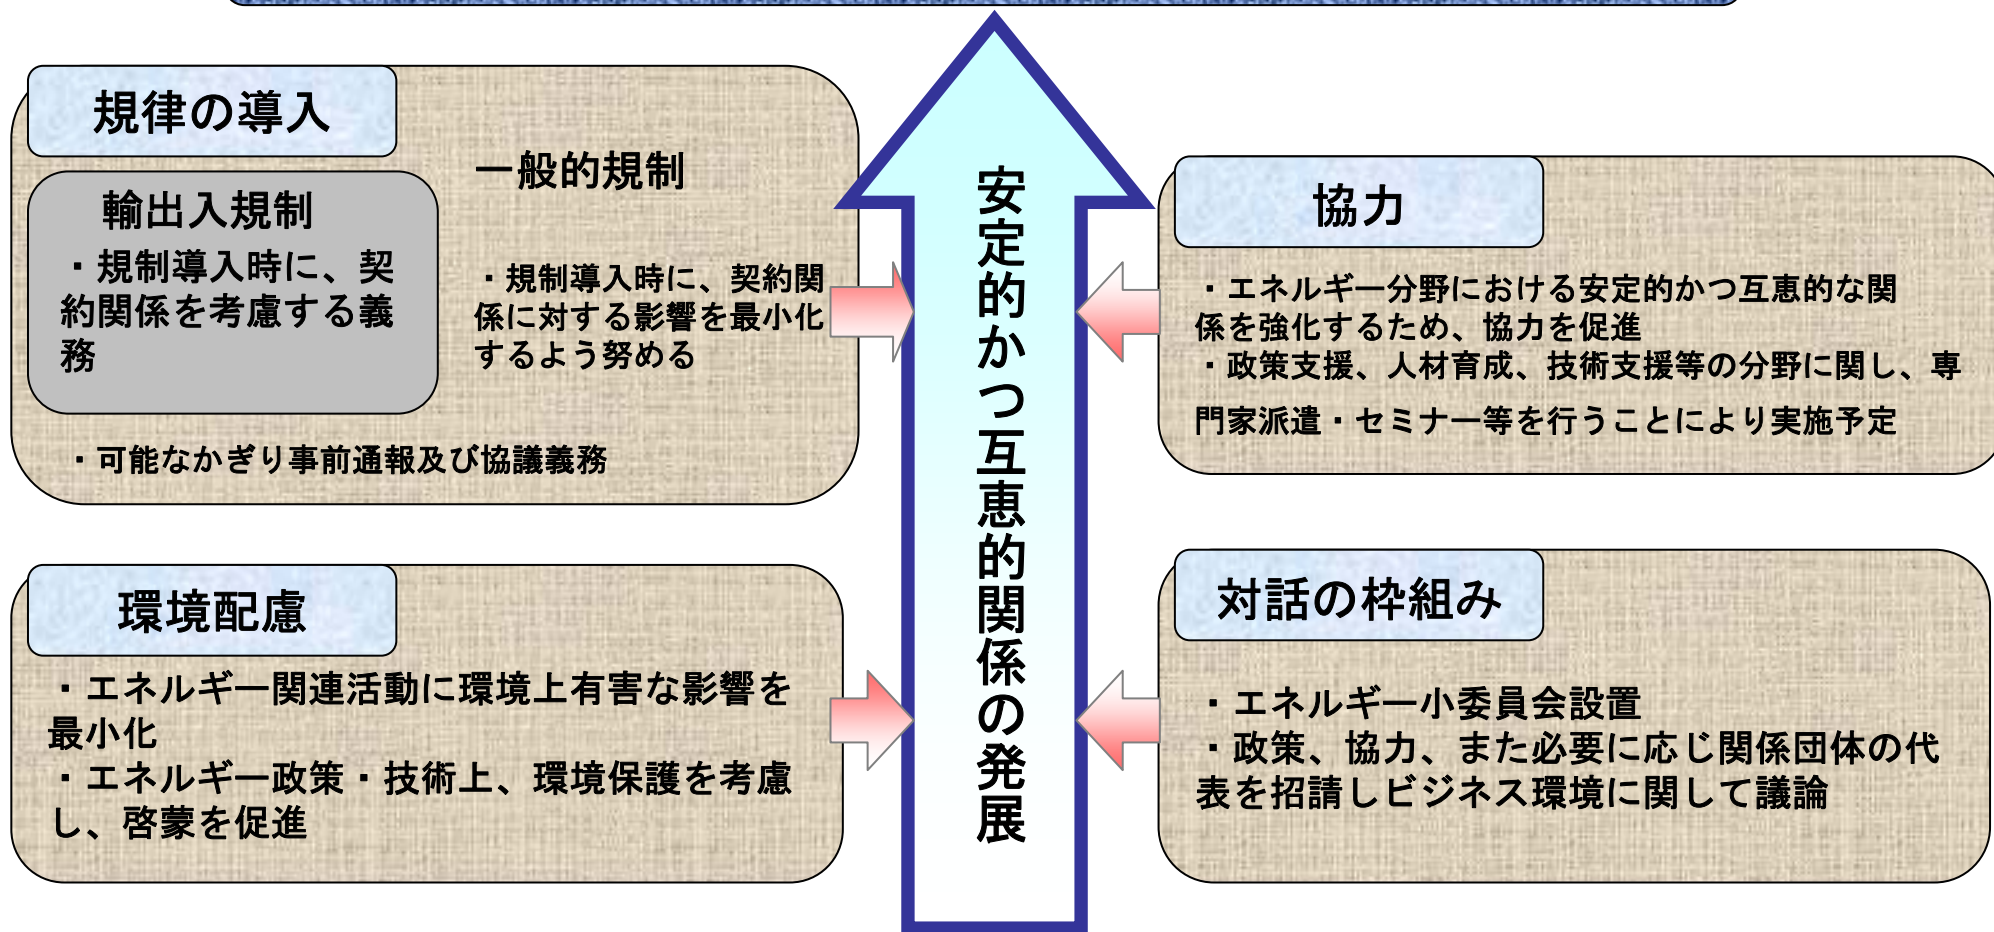 規律の導入
輸出入規制
・規制導入時に、契
約関係を考慮する義
務
一般的規制
・規制導入時に、契約関
係に対する影響を最小化
するよう努める
・可能なかぎり事前通報及び協議義務
安定的かつ互恵的関係の発展
協力
・エネルギー分野における安定的かつ互恵的な関
係を強化するため、協力を促進
・政策支援、人材育成、技術支援等の分野に関し、専
門家派遣・セミナー等を行うことにより実施予定
環境配慮
・エネルギー関連活動に環境上有害な影響を
最小化
・エネルギー政策・技術上、環境保護を考慮
し、啓蒙を促進
対話の枠組み
・エネルギー小委員会設置
・政策、協力、また必要に応じ関係団体の代
表を招請しビジネス環境に関して議論